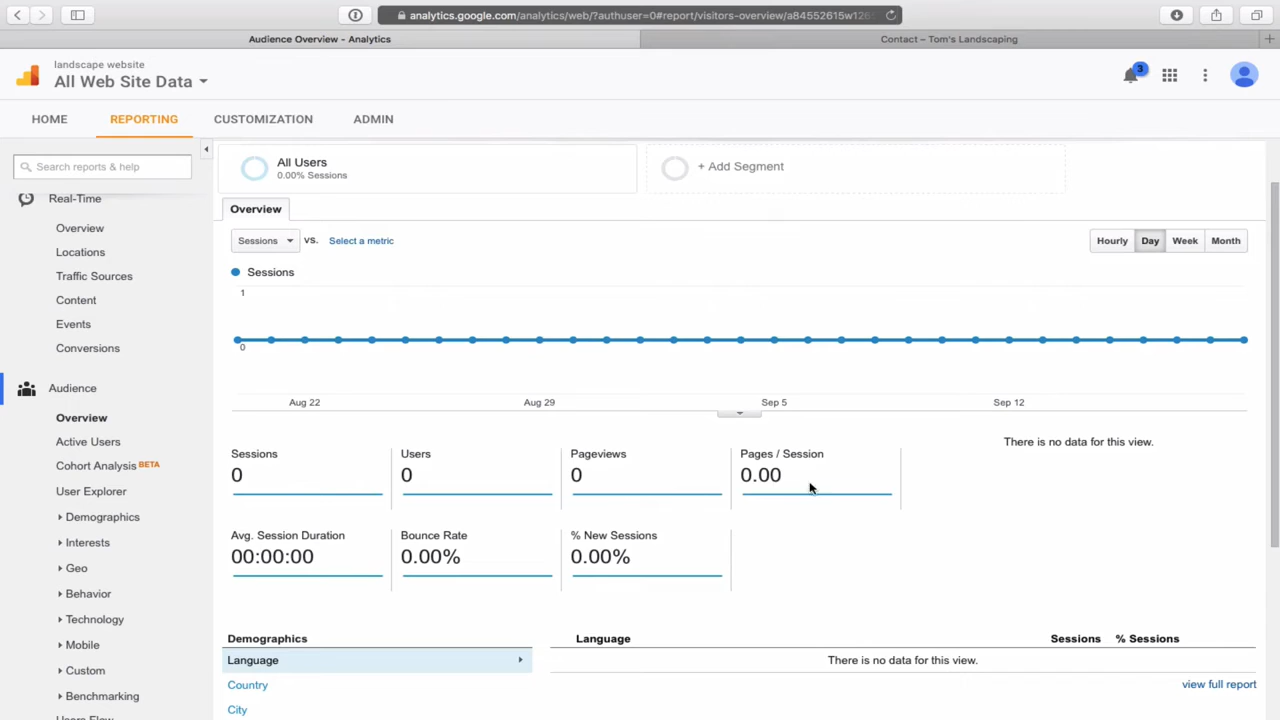 analytics.google.com/analytics/web/?authuser=0#report/visitors-overview/a84552615w126
Audience Overview - Analytics
Contact – Tom's Landscaping
landscape website
All Web Site Data
3
HOME
REPORTING
CUSTOMIZATION
ADMIN
Search reports & help
All Users
0.00% Sessions
+ Add Segment
Real-Time
Overview
Locations
Traffic Sources
Content
Events
Conversions
Audience
Overview
Active Users
Cohort Analysis BETA
User Explorer
Demographics
Interests
Geo
Behavior
Technology
Mobile
Custom
Benchmarking
Users Flow
Overview
Sessions
vs.
Select a metric
Hourly
Day
Week
Month
Sessions
1
0
Aug 22
Aug 29
Sep 5
Sep 12
There is no data for this view.
Sessions
0
Users
0
Pageviews
0
Pages / Session
0.00
Avg. Session Duration
00:00:00
Bounce Rate
0.00%
% New Sessions
0.00%
Demographics
Language
Country
City
Language
Sessions
% Sessions
There is no data for this view.
view full report